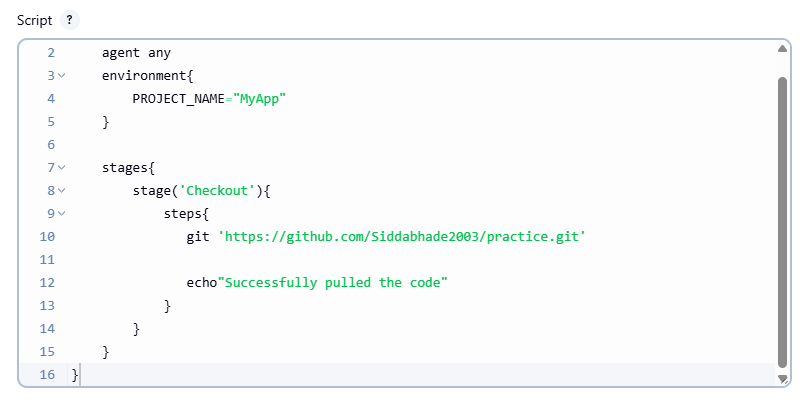 Script ?
2 agent any
3 environment{
4 PROJECT_NAME="MyApp"
5 }
6
7 stages{
8 stage('Checkout'){
9 steps{
10 git 'https://github.com/Siddabhade2003/practice.git'
11
12 echo"Successfully pulled the code"
13 }
14 }
15 }
16 }